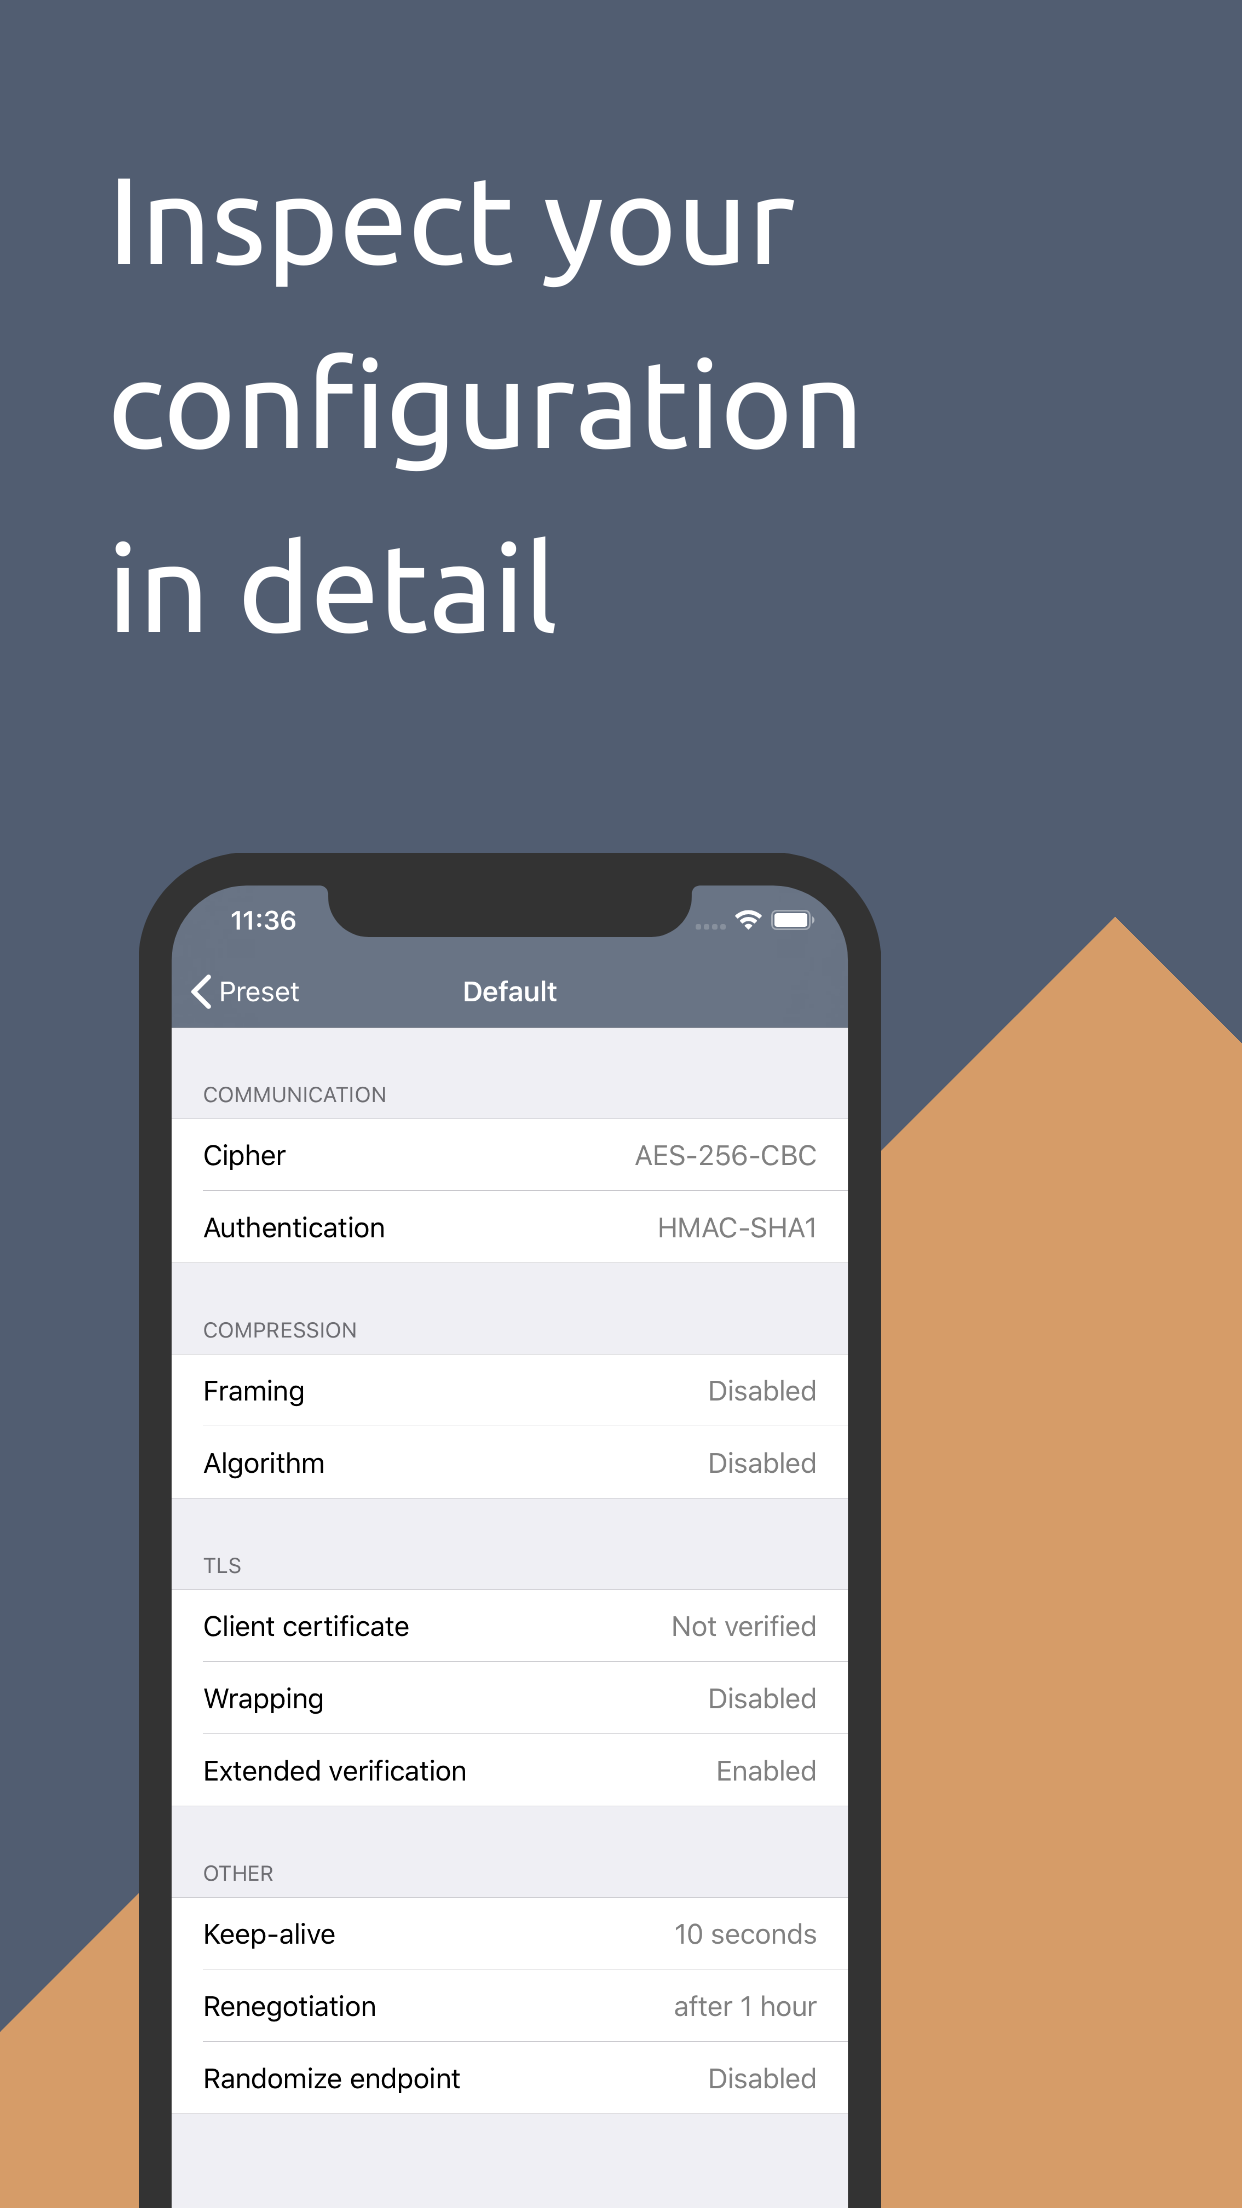 Inspect your
configuration
in detail
11:36
Preset Default
COMMUNICATION
Cipher AES-256-CBC
Authentication HMAC-SHA1
COMPRESSION
Framing Disabled
Algorithm Disabled
TLS
Client certificate Not verified
Wrapping Disabled
Extended verification Enabled
OTHER
Keep-alive 10 seconds
Renegotiation after 1 hour
Randomize endpoint Disabled